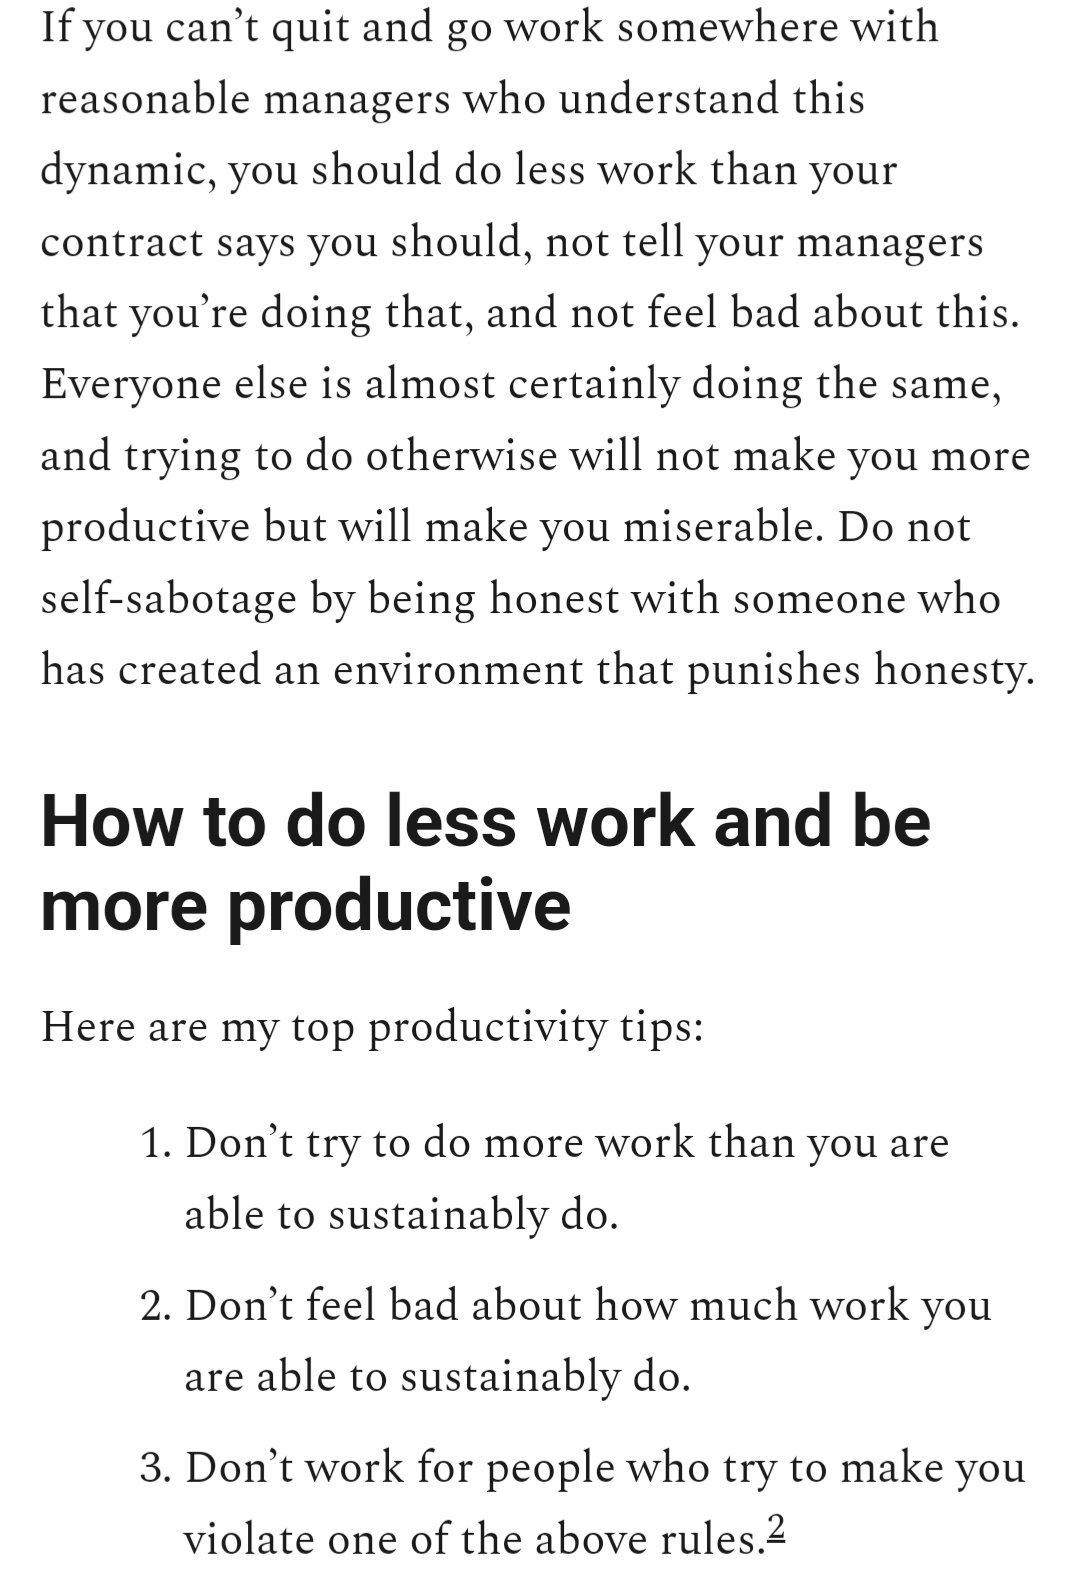 If you can’t quit and go work somewhere with
reasonable managers who understand this
dynamic, you should do less work than your
contract says you should, not tell your managers
that you’re doing that, and not feel bad about this.
Everyone else is almost certainly doing the same,
and trying to do otherwise will not make you more
productive but will make you miserable. Do not
self-sabotage by being honest with someone who
has created an environment that punishes honesty.
How to do less work and be
more productive
Here are my top productivity tips:
1. Don’t try to do more work than you are
able to sustainably do.
2. Don’t feel bad about how much work you
are able to sustainably do.
3. Don’t work for people who try to make you
violate one of the above rules.2